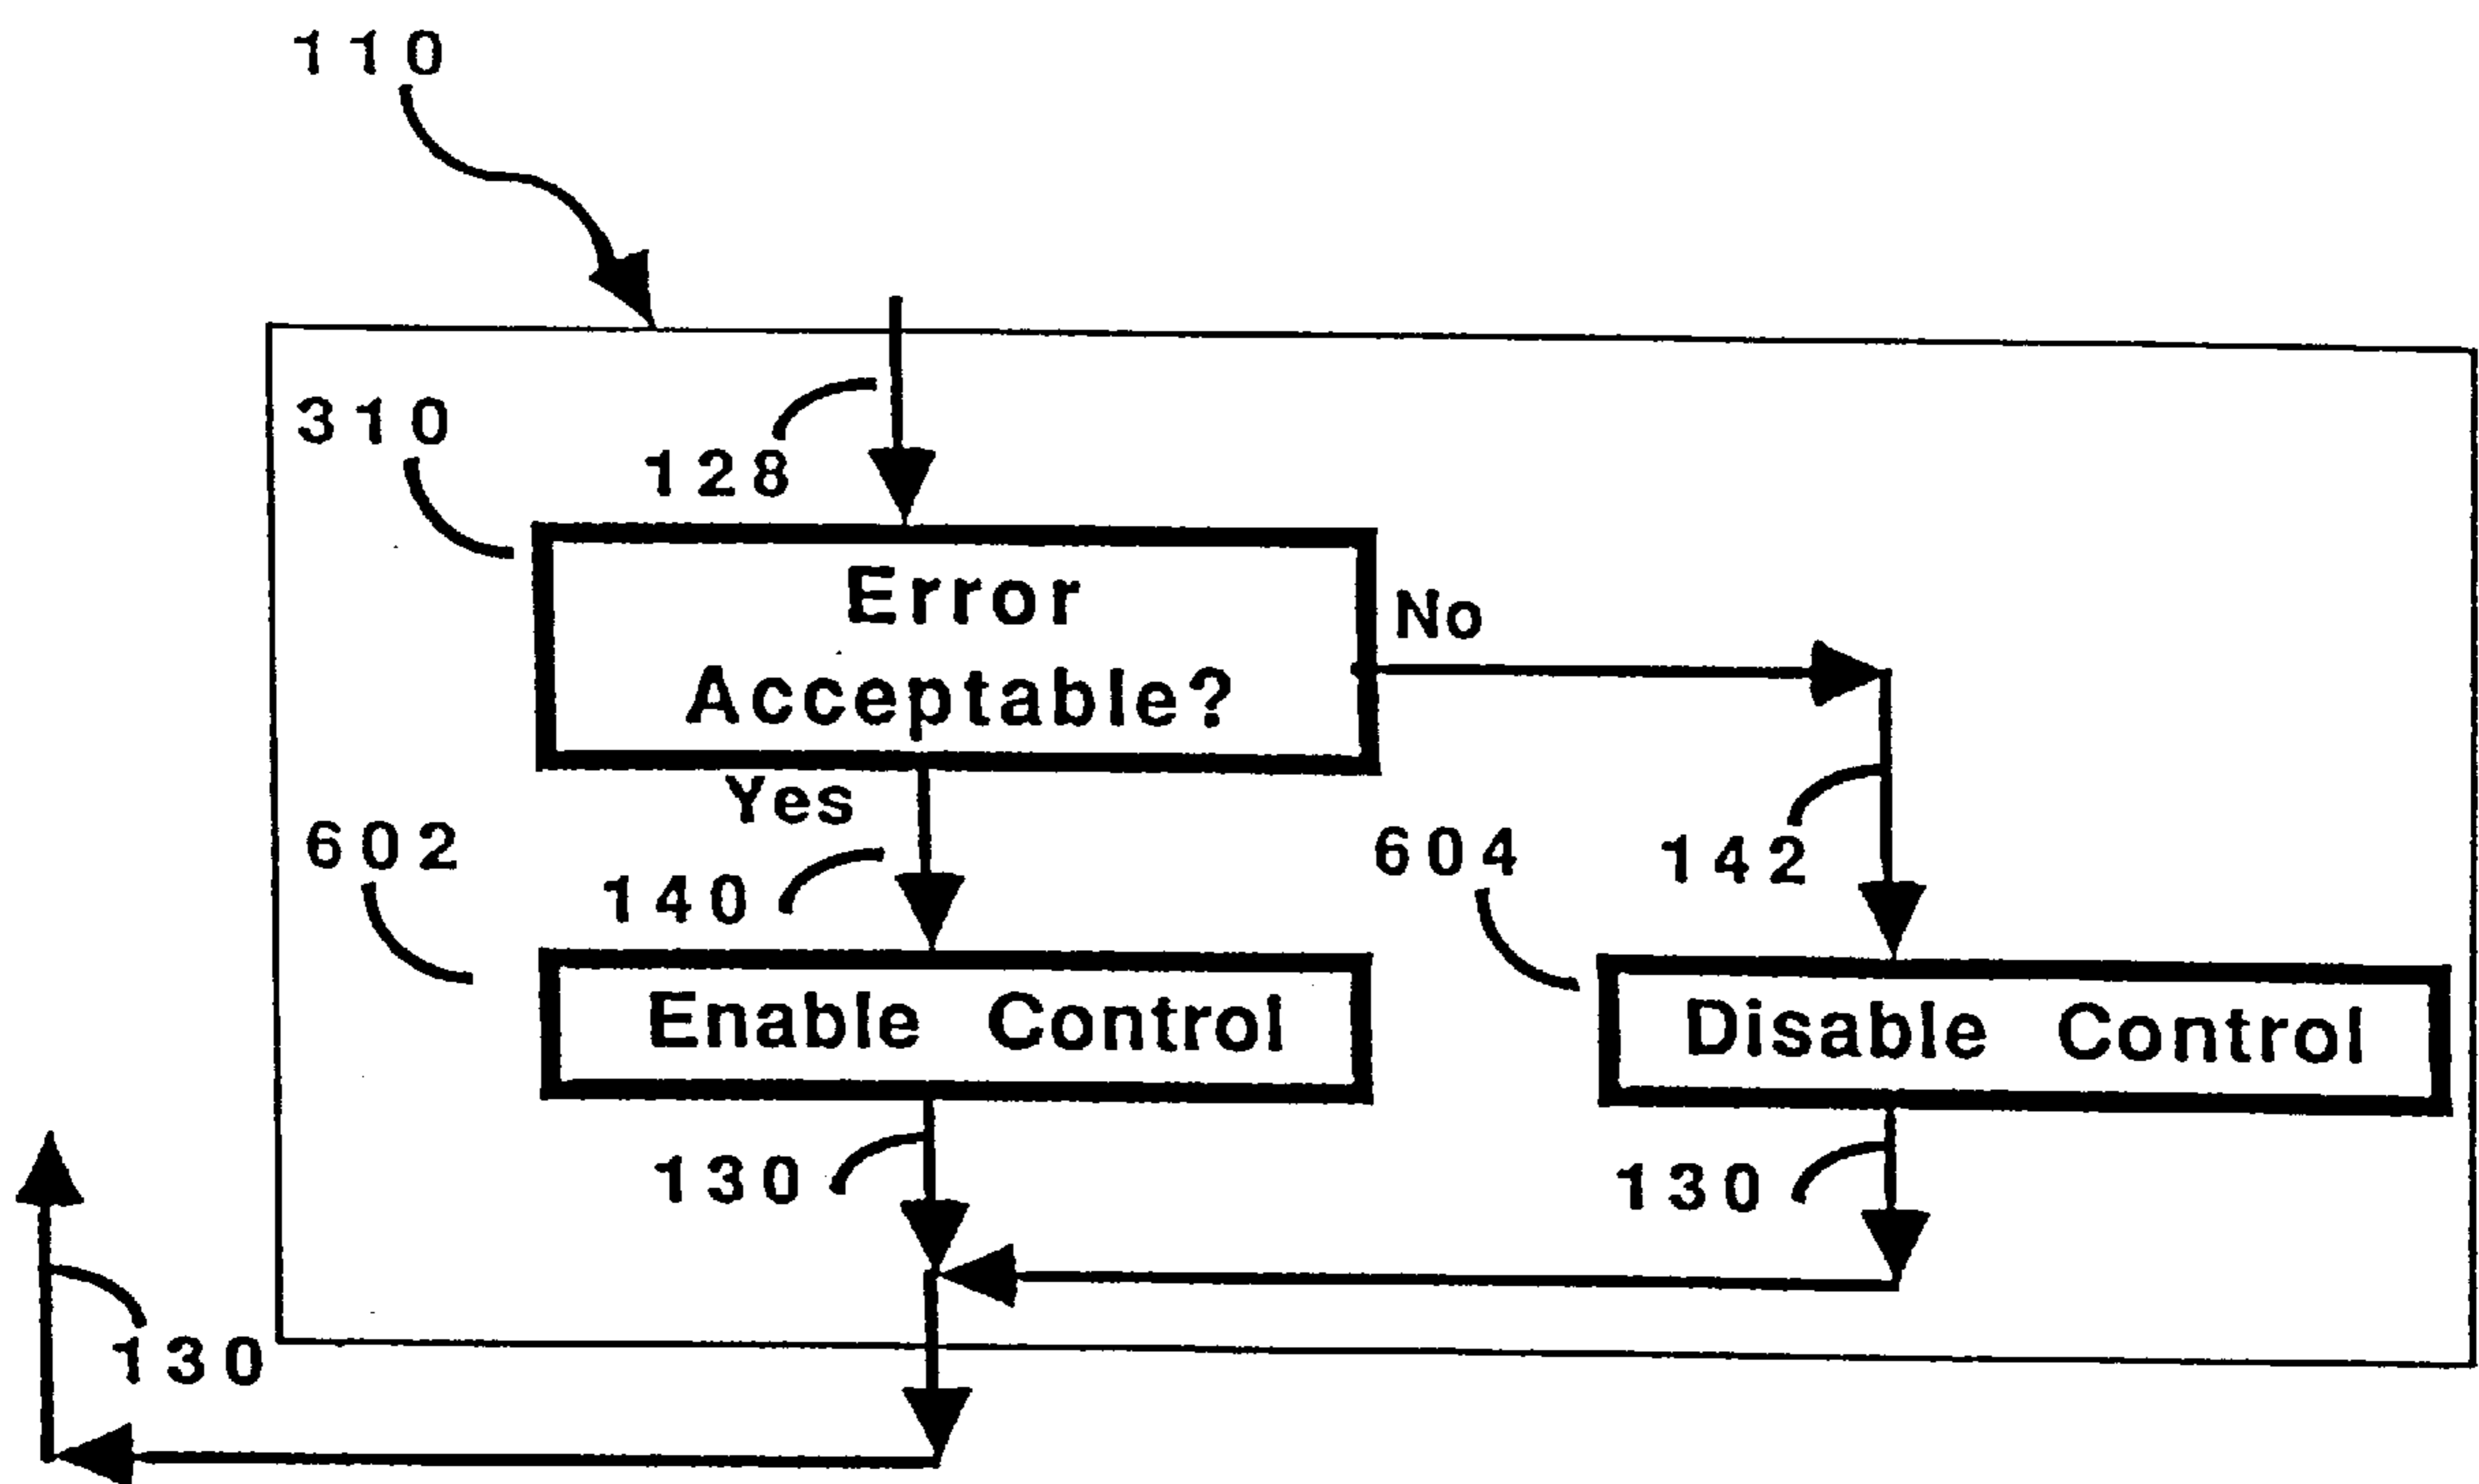 110
310
128
Error
Acceptable?
No
Yes
602
140
604
142
Enable Control
Disable Control
130
130
130